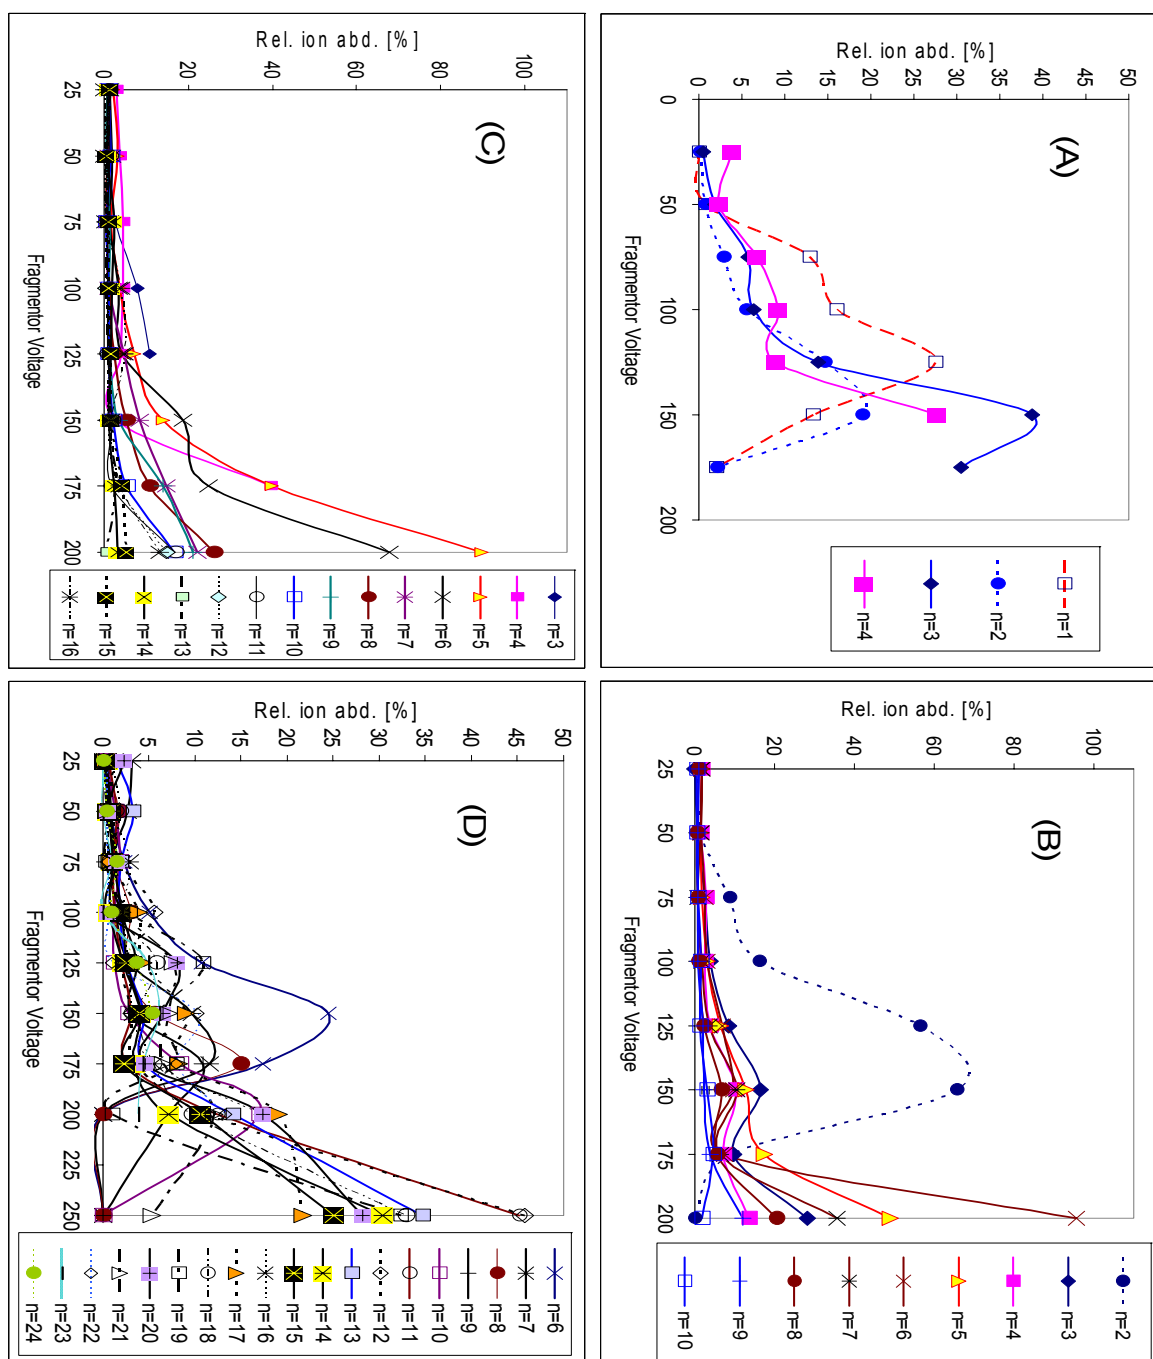 (A)
Rel. ion abd. [%]
0 5 10 15 20 25 30 35 40 45 50
0 50 100 150 200
Fragmentor Voltage
n=1
n=2
n=3
n=4
(B)
Rel. ion abd. [%]
0 20 40 60 80 100
25 50 75 100 125 150 175 200
Fragmentor Voltage
n=2
n=3
n=4
n=5
n=6
n=7
n=8
n=9
n=10
(C)
Rel. ion abd. [%]
0 20 40 60 80 100
25 50 75 100 125 150 175 200
Fragmentor Voltage
n=3
n=4
n=5
n=6
n=7
n=8
n=9
n=10
n=11
n=12
n=13
n=14
n=15
n=16
(D)
Rel. ion abd. [%]
0 5 10 15 20 25 30 35 40 45 50
25 50 75 100 125 150 175 200 225 250
Fragmentor Voltage
n=6
n=7
n=8
n=9
n=10
n=11
n=12
n=13
n=14
n=15
n=16
n=17
n=18
n=19
n=20
n=21
n=22
n=23
n=24